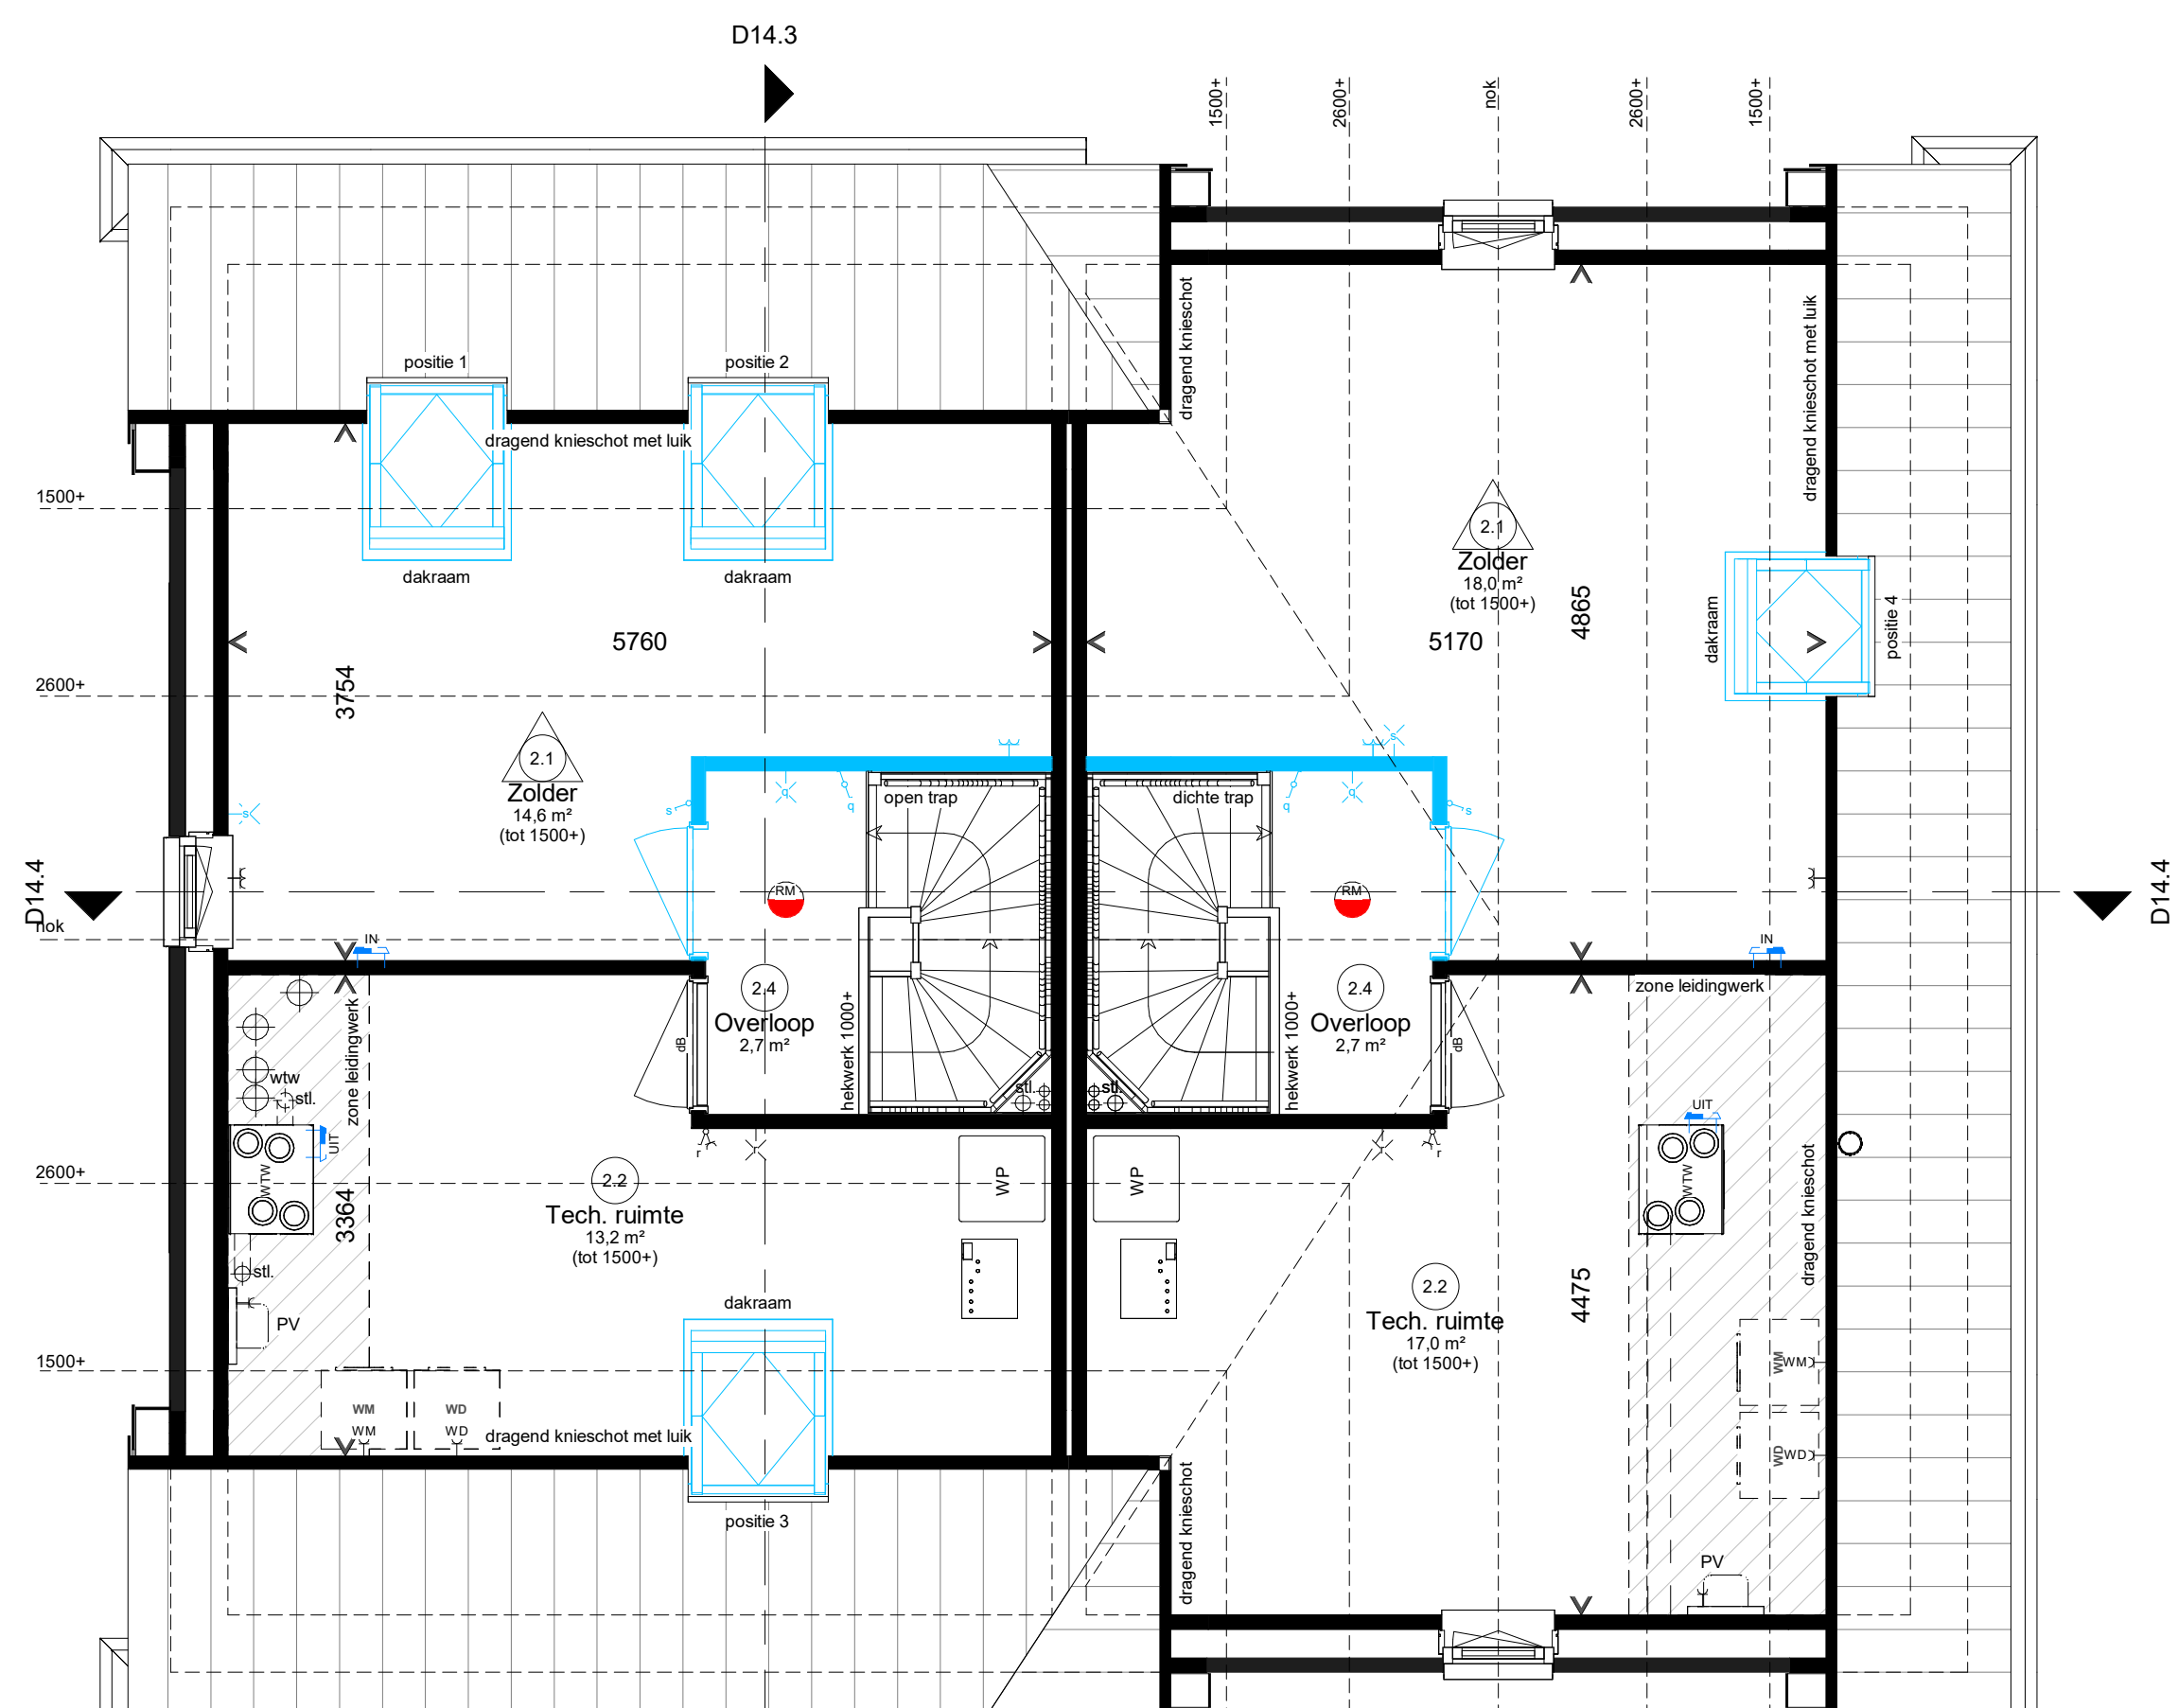 D14.3
1500+
2600+
nok
2600+
1500+
positie 1
positie 2
dragend knieschot
dragend knieschot met luik
dragend knieschot met luik
1500+
dakraam
dakraam
2.1
Zolder
18,0 m²
(tot 1500+)
4865
dakraam
positie 4
5760
5170
2600+
3754
2.1
Zolder
14,6 m²
(tot 1500+)
s
s
q
q
open trap
dichte trap
q
q
s
s
D14.4
nok
RM
RM
D14.4
IN
IN
2.4
Overloop
2,7 m²
2.4
Overloop
2,7 m²
zone leidingwerk
zone leidingwerk
dB
hekwerk 1000+
hekwerk 1000+
dB
wtw
stl.
stl.
stl.
UIT
UIT
WTW
WTW
r
r
r
r
2600+
3364
2.2
Tech. ruimte
13,2 m²
(tot 1500+)
WP
WP
stl.
PV
dragend knieschot
2.2
Tech. ruimte
17,0 m²
(tot 1500+)
4475
dakraam
1500+
WM
WM
WD
WD
WM
WM
WD
WD
dragend knieschot met luik
positie 3
dragend knieschot
PV